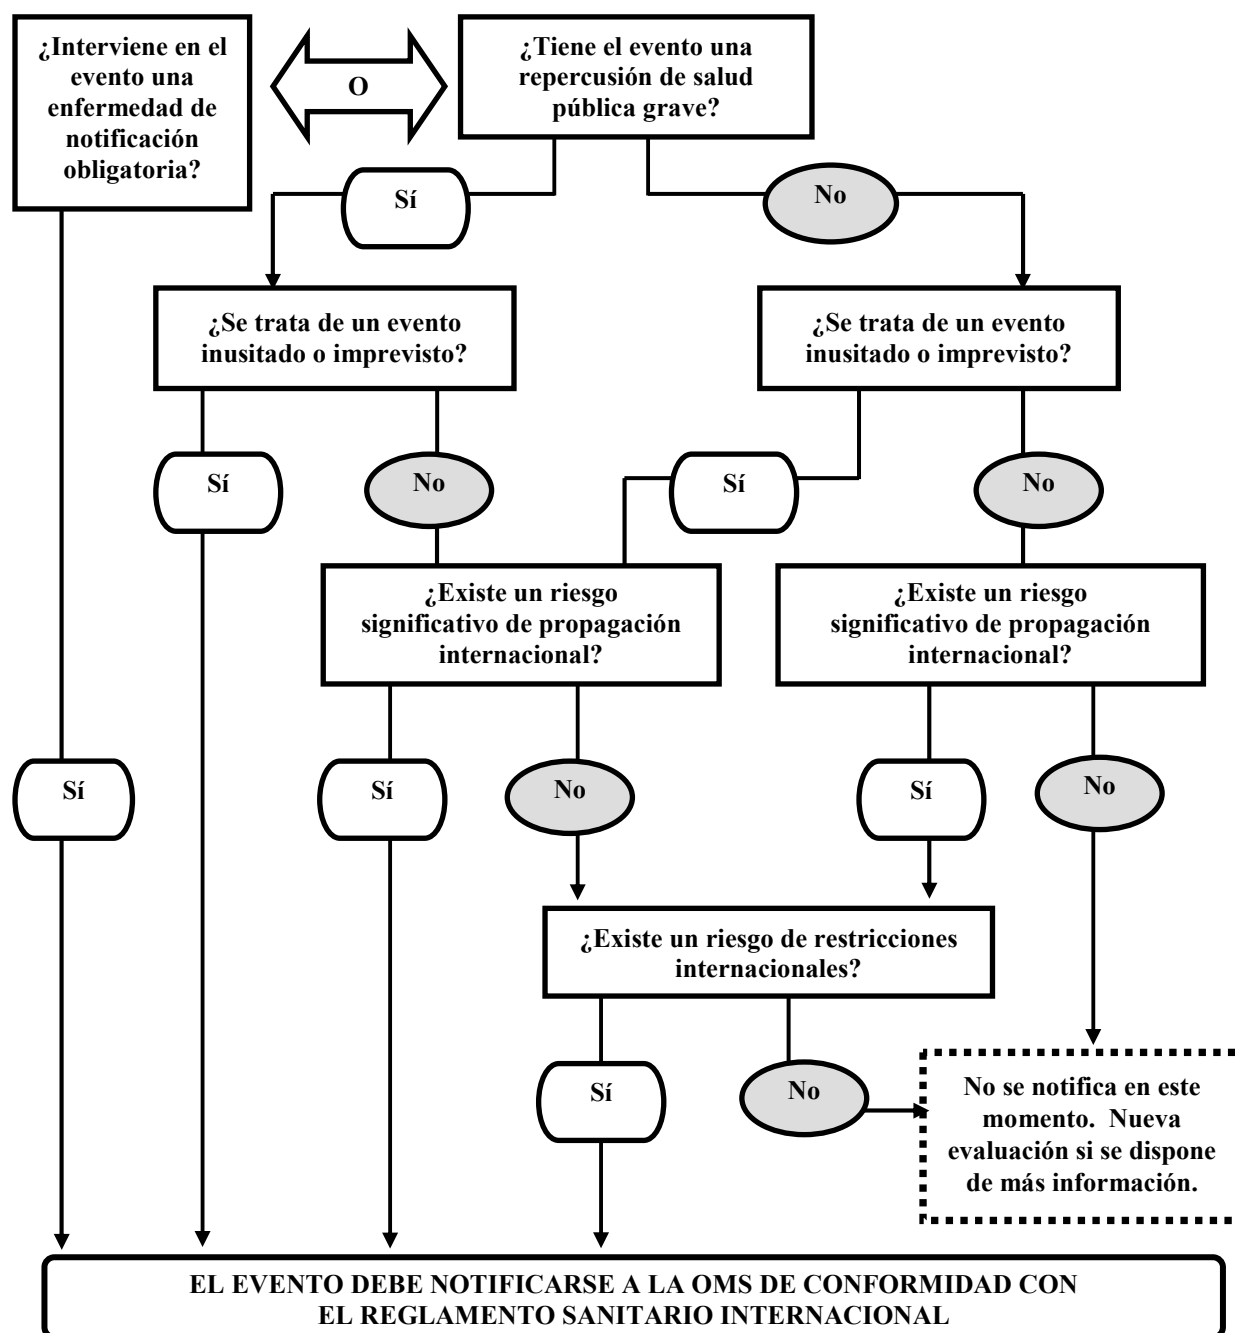 ¿Interviene en el
evento una
enfermedad de
notificación
obligatoria?
O
¿Tiene el evento una
repercusión de salud
pública grave?
Sí
No
¿Se trata de un evento
inusitado o imprevisto?
¿Se trata de un evento
inusitado o imprevisto?
Sí
No
Sí
No
¿Existe un riesgo
significativo de propagación
internacional?
¿Existe un riesgo
significativo de propagación
internacional?
Sí
Sí
No
Sí
No
¿Existe un riesgo de restricciones
internacionales?
Sí
No
No se notifica en este
momento. Nueva
evaluación si se dispone
de más información.
EL EVENTO DEBE NOTIFICARSE A LA OMS DE CONFORMIDAD CON
EL REGLAMENTO SANITARIO INTERNACIONAL